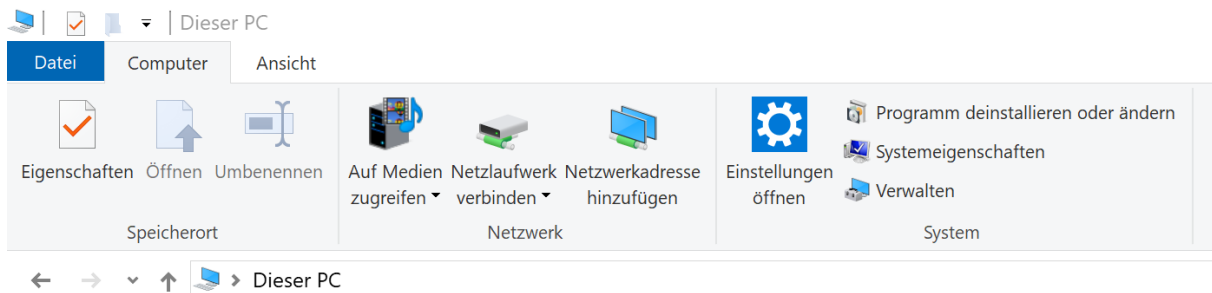 Dieser PC
Datei Computer Ansicht
Eigenschaften Öffnen Umbenennen
Auf Medien zugreifen
Netzlaufwerk verbinden
Netzwerkadresse hinzufügen
Einstellungen öffnen
Programm deinstallieren oder ändern
Systemeigenschaften
Verwalten
Speicherort Netzwerk System
Dieser PC